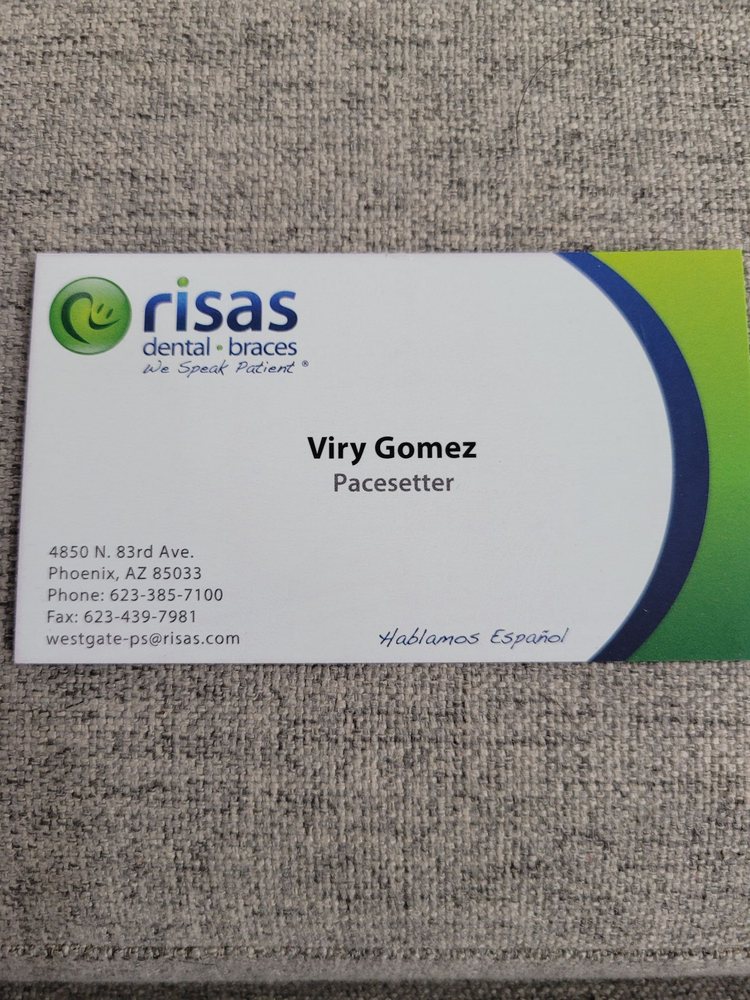 risas
dental • braces
We Speak Patient ®
Viry Gomez
Pacesetter
4850 N. 83rd Ave.
Phoenix, AZ 85033
Phone: 623-385-7100
Fax: 623-439-7981
westgate-ps@risas.com
Hablamos Español